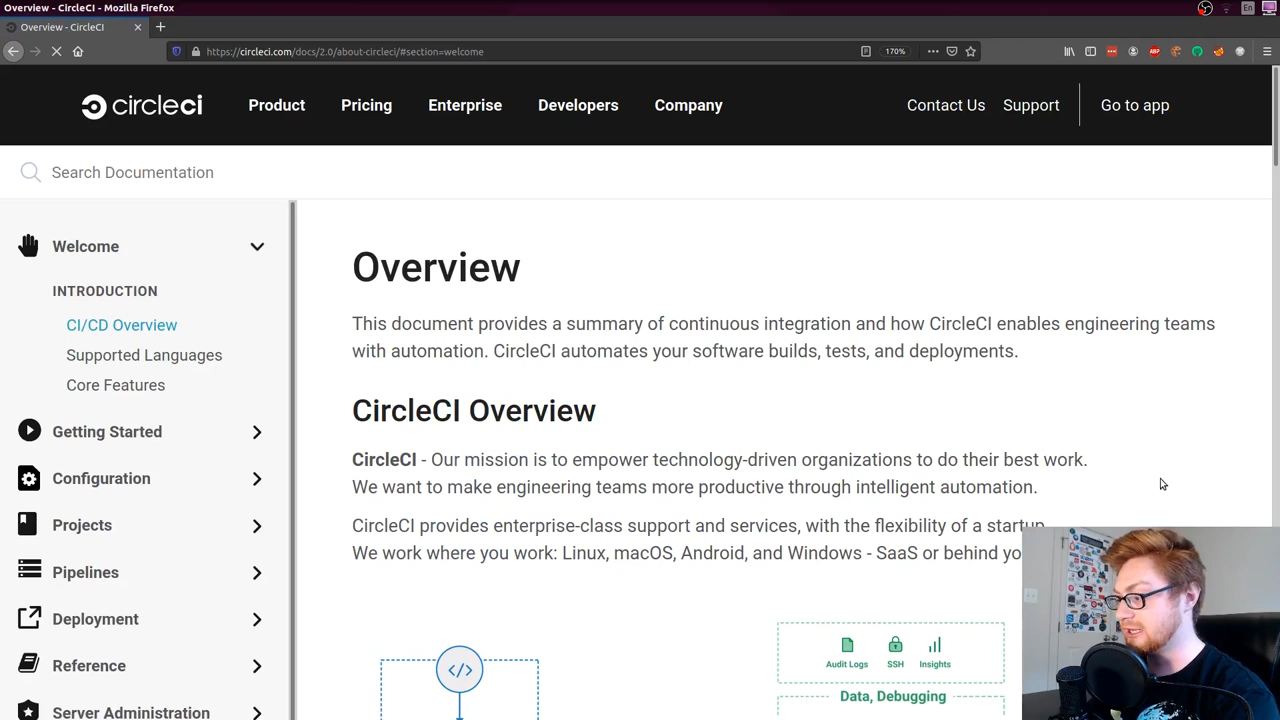 Overview - CircleCI - Mozilla Firefox
En
Overview - CircleCI
https://circleci.com/docs/2.0/about-circleci/#section=welcome
170%
ABP
circleci
Product
Pricing
Enterprise
Developers
Company
Contact Us
Support
Go to app
Search Documentation
Welcome
INTRODUCTION
CI/CD Overview
Supported Languages
Core Features
Getting Started
Configuration
Projects
Pipelines
Deployment
Reference
Server Administration
Overview
This document provides a summary of continuous integration and how CircleCI enables engineering teams
with automation. CircleCI automates your software builds, tests, and deployments.
CircleCI Overview
CircleCI - Our mission is to empower technology-driven organizations to do their best work.
We want to make engineering teams more productive through intelligent automation.
CircleCI provides enterprise-class support and services, with the flexibility of a startup.
We work where you work: Linux, macOS, Android, and Windows - SaaS or behind yo
</>
Audit Logs
SSH
Insights
Data, Debugging